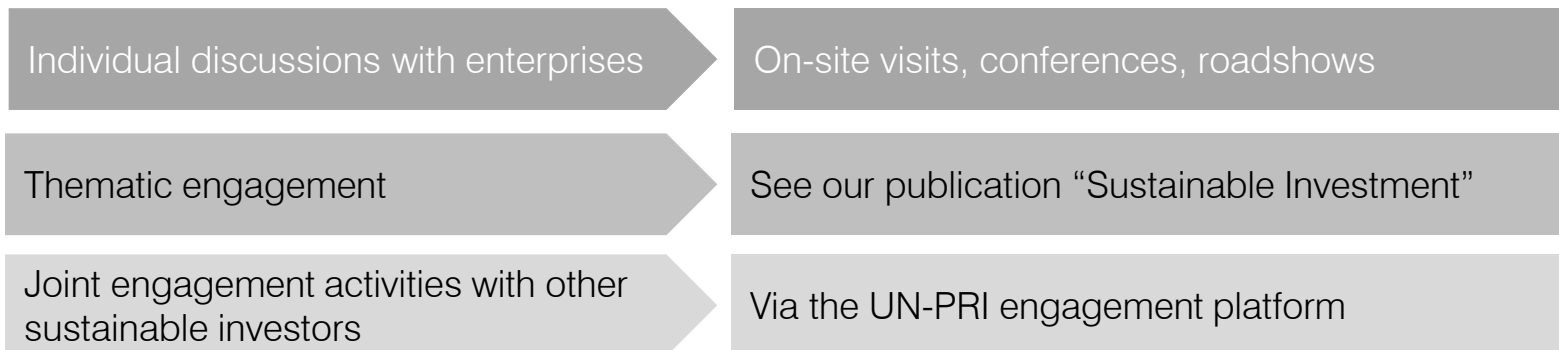 Individual discussions with enterprises
On-site visits, conferences, roadshows
Thematic engagement
See our publication “Sustainable Investment”
Joint engagement activities with other
sustainable investors
Via the UN-PRI engagement platform